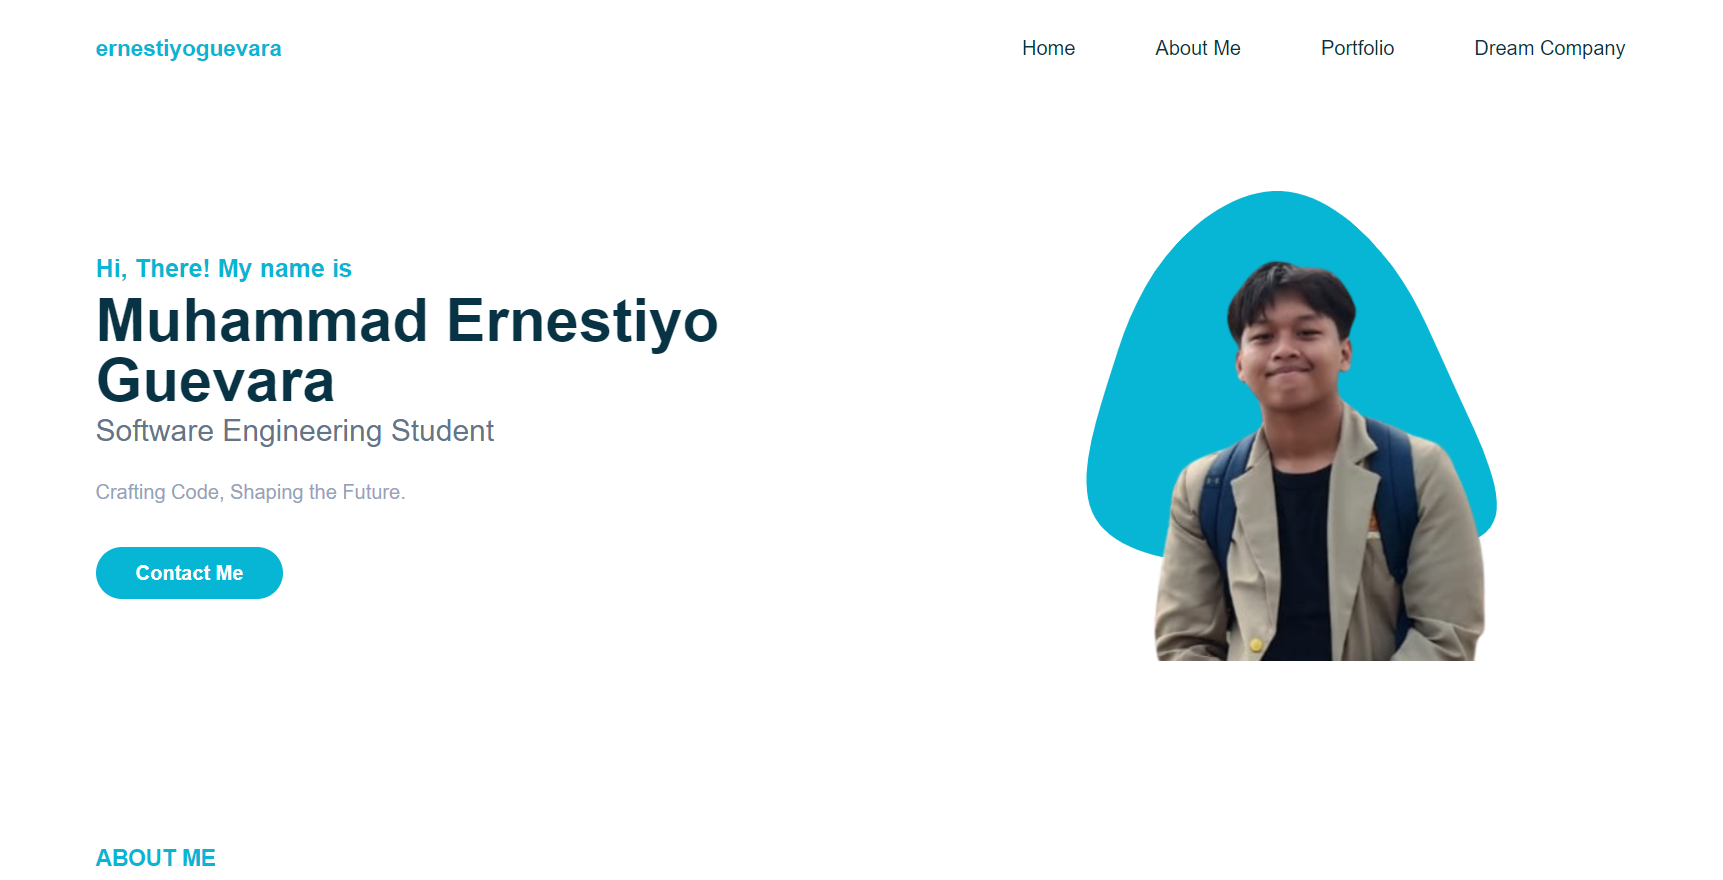 ernestiyoguevara
Home
About Me
Portfolio
Dream Company
Hi, There! My name is
Muhammad Ernestiyo
Guevara
Software Engineering Student
Crafting Code, Shaping the Future.
Contact Me
ABOUT ME